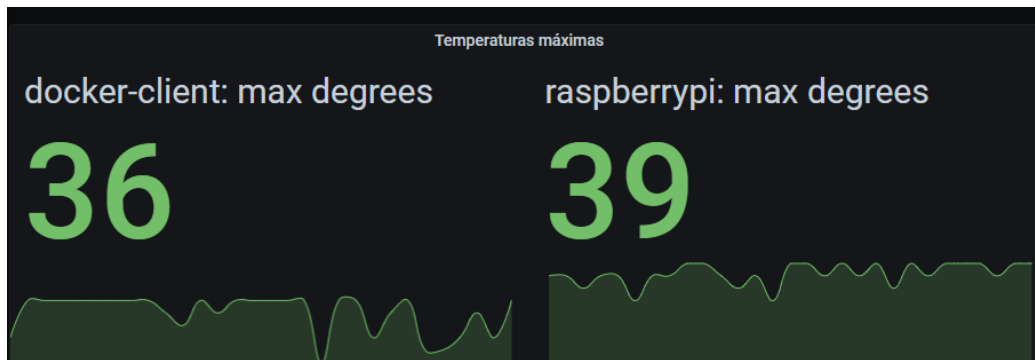 Temperaturas máximas
docker-client: max degrees
raspberrypi: max degrees
36
39